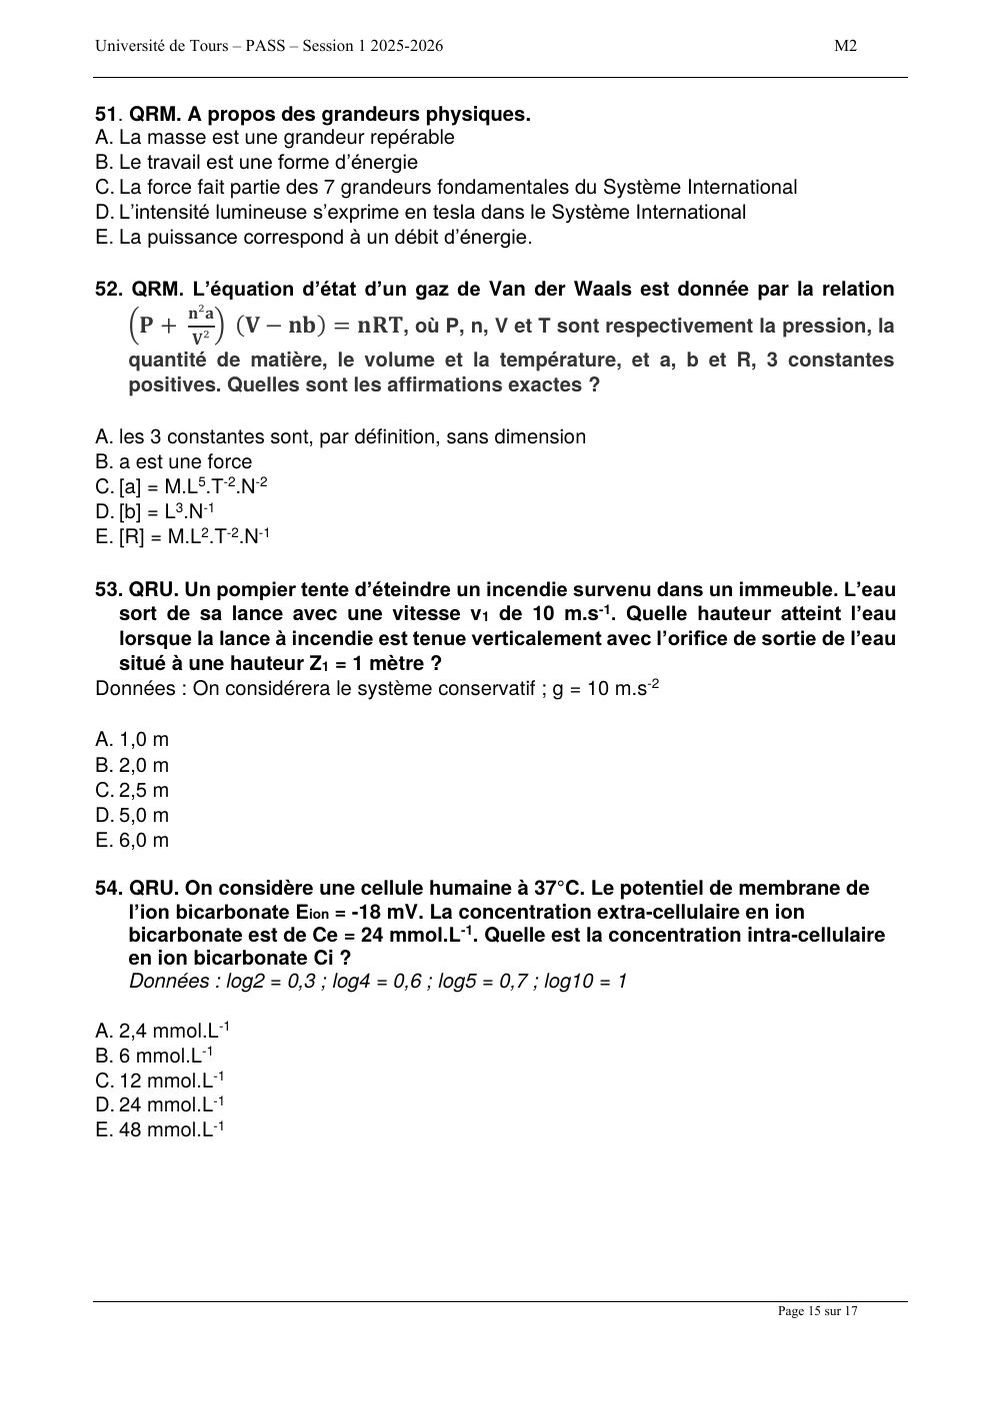 Université de Tours – PASS – Session 1 2025-2026 M2
51. QRM. A propos des grandeurs physiques.
A. La masse est une grandeur repérable
B. Le travail est une forme d’énergie
C. La force fait partie des 7 grandeurs fondamentales du Système International
D. L’intensité lumineuse s’exprime en tesla dans le Système International
E. La puissance correspond à un débit d’énergie.
52. QRM. L’équation d’état d’un gaz de Van der Waals est donnée par la relation
(P + n²a/V²) (V − nb) = nRT, où P, n, V et T sont respectivement la pression, la
quantité de matière, le volume et la température, et a, b et R, 3 constantes
positives. Quelles sont les affirmations exactes ?
A. les 3 constantes sont, par définition, sans dimension
B. a est une force
C. [a] = M.L⁵.T⁻².N⁻²
D. [b] = L³.N⁻¹
E. [R] = M.L².T⁻².N⁻¹
53. QRU. Un pompier tente d’éteindre un incendie survenu dans un immeuble. L’eau
sort de sa lance avec une vitesse v₁ de 10 m.s⁻¹. Quelle hauteur atteint l’eau
lorsque la lance à incendie est tenue verticalement avec l’orifice de sortie de l’eau
situé à une hauteur Z₁ = 1 mètre ?
Données : On considérera le système conservatif ; g = 10 m.s⁻²
A. 1,0 m
B. 2,0 m
C. 2,5 m
D. 5,0 m
E. 6,0 m
54. QRU. On considère une cellule humaine à 37°C. Le potentiel de membrane de
l’ion bicarbonate Eion = -18 mV. La concentration extra-cellulaire en ion
bicarbonate est de Ce = 24 mmol.L⁻¹. Quelle est la concentration intra-cellulaire
en ion bicarbonate Ci ?
Données : log2 = 0,3 ; log4 = 0,6 ; log5 = 0,7 ; log10 = 1
A. 2,4 mmol.L⁻¹
B. 6 mmol.L⁻¹
C. 12 mmol.L⁻¹
D. 24 mmol.L⁻¹
E. 48 mmol.L⁻¹
Page 15 sur 17